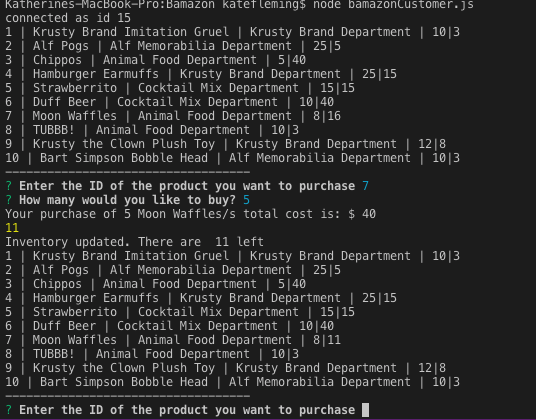 Katherines-MacBook-Pro:Bamazon katefleming$ node bamazonCustomer.js
connected as id 15
1 | Krusty Brand Imitation Gruel | Krusty Brand Department | 10|3
2 | Alf Pogs | Alf Memorabilia Department | 25|5
3 | Chippos | Animal Food Department | 5|40
4 | Hamburger Earmuffs | Krusty Brand Department | 25|15
5 | Strawberrito | Cocktail Mix Department | 15|15
6 | Duff Beer | Cocktail Mix Department | 10|40
7 | Moon Waffles | Animal Food Department | 8|16
8 | TUBBB! | Animal Food Department | 10|3
9 | Krusty the Clown Plush Toy | Krusty Brand Department | 12|8
10 | Bart Simpson Bobble Head | Alf Memorabilia Department | 10|3
-----------------------------------
? Enter the ID of the product you want to purchase 7
? How many would you like to buy? 5
Your purchase of 5 Moon Waffles/s total cost is: $ 40
11
Inventory updated. There are  11 left
1 | Krusty Brand Imitation Gruel | Krusty Brand Department | 10|3
2 | Alf Pogs | Alf Memorabilia Department | 25|5
3 | Chippos | Animal Food Department | 5|40
4 | Hamburger Earmuffs | Krusty Brand Department | 25|15
5 | Strawberrito | Cocktail Mix Department | 15|15
6 | Duff Beer | Cocktail Mix Department | 10|40
7 | Moon Waffles | Animal Food Department | 8|11
8 | TUBBB! | Animal Food Department | 10|3
9 | Krusty the Clown Plush Toy | Krusty Brand Department | 12|8
10 | Bart Simpson Bobble Head | Alf Memorabilia Department | 10|3
-----------------------------------
? Enter the ID of the product you want to purchase